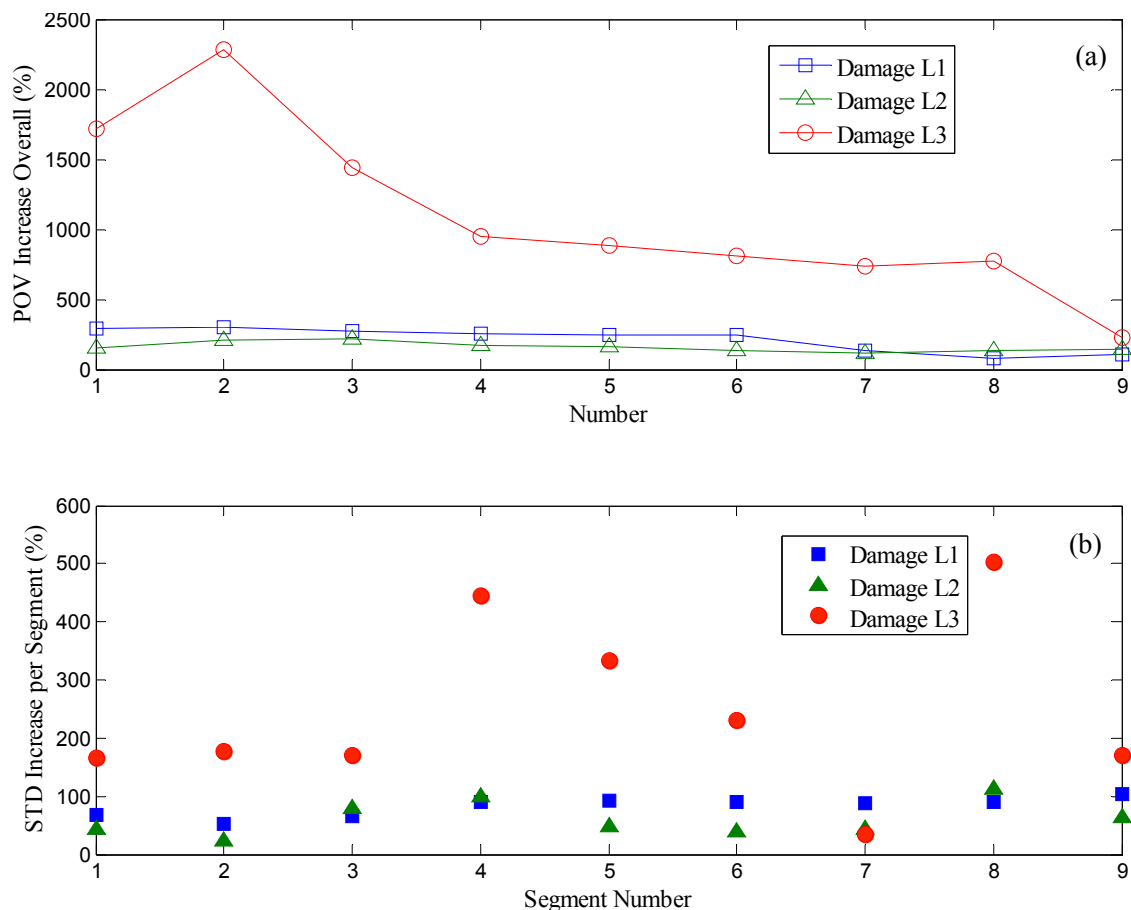 (a)
POV Increase Overall (%)
2500
2000
1500
1000
500
0
Damage L1
Damage L2
Damage L3
1 2 3 4 5 6 7 8 9
Number
(b)
STD Increase per Segment (%)
600
500
400
300
200
100
0
Damage L1
Damage L2
Damage L3
1 2 3 4 5 6 7 8 9
Segment Number